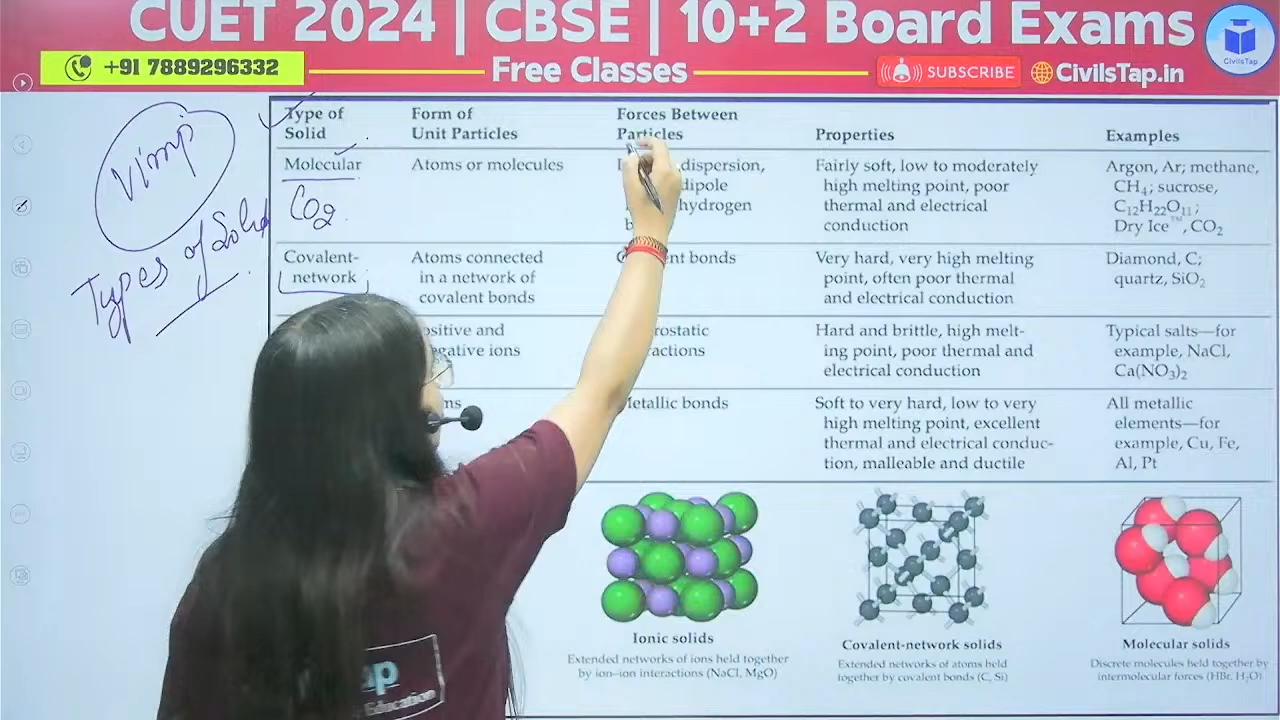 CUET 2024 | CBSE | 10+2 Board Exams
+91 7889296332
Free Classes
SUBSCRIBE
CivilsTap.in
CivilsTap
V.imp
Types of Solid
CO2
Type of Solid
Form of Unit Particles
Forces Between Particles
Properties
Examples
Molecular
Atoms or molecules
dispersion,
dipole
hydrogen
Fairly soft, low to moderately
high melting point, poor
thermal and electrical
conduction
Argon, Ar; methane,
CH₄; sucrose,
C₁₂H₂₂O₁₁;
Dry Ice™, CO₂
Covalent-
network
Atoms connected
in a network of
covalent bonds
bonds
Very hard, very high melting
point, often poor thermal
and electrical conduction
Diamond, C;
quartz, SiO₂
and
ions
Hard and brittle, high melt-
ing point, poor thermal and
electrical conduction
Typical salts—for
example, NaCl,
Ca(NO₃)₂
Metallic bonds
Soft to very hard, low to very
high melting point, excellent
thermal and electrical conduc-
tion, malleable and ductile
All metallic
elements—for
example, Cu, Fe,
Al, Pt
Ionic solids
Extended networks of ions held together
by ion–ion interactions (NaCl, MgO)
Covalent-network solids
Extended networks of atoms held
together by covalent bonds (C, Si)
Molecular solids
Discrete molecules held together by
intermolecular forces (HBr, H₂O)
Education